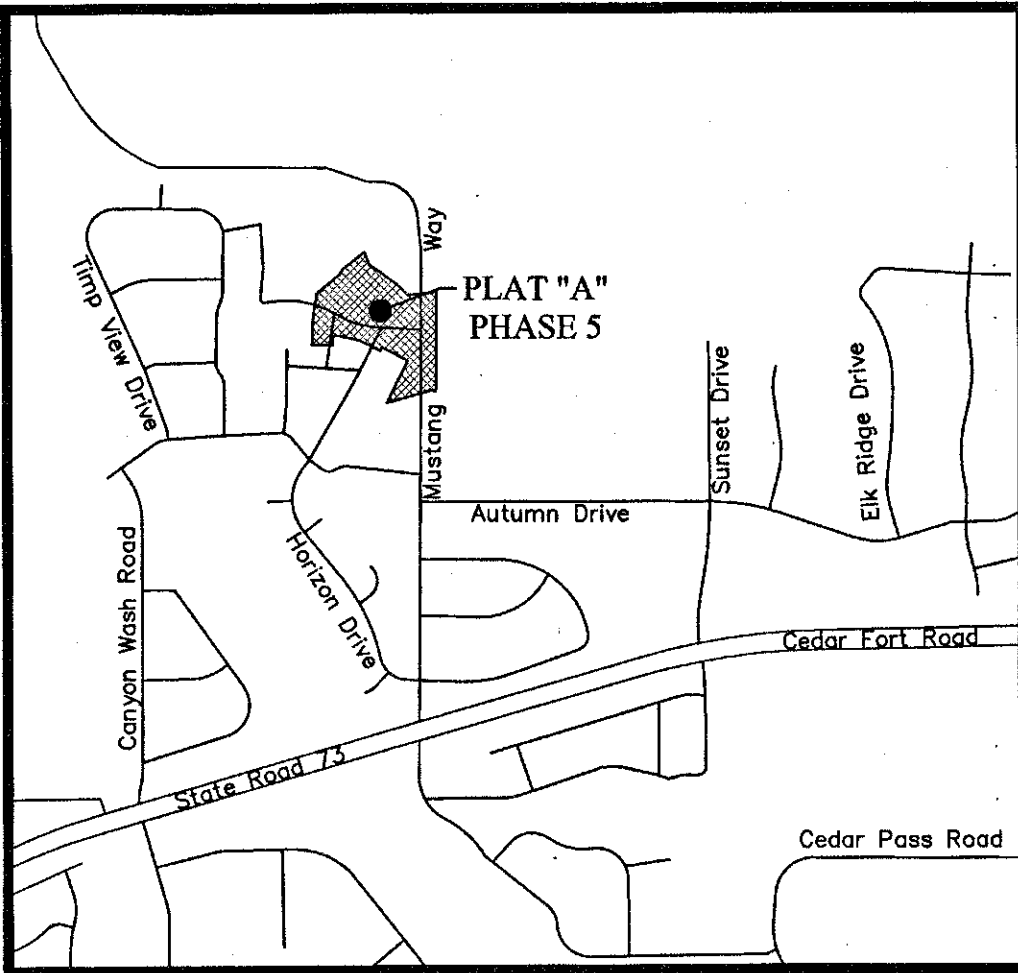 Way
Timp View Drive
PLAT "A"
PHASE 5
Mustang
Sunset Drive
Elk Ridge Drive
Autumn Drive
Canyon Wash Road
Horizon Drive
Cedar Fort Road
State Road 73
Cedar Pass Road